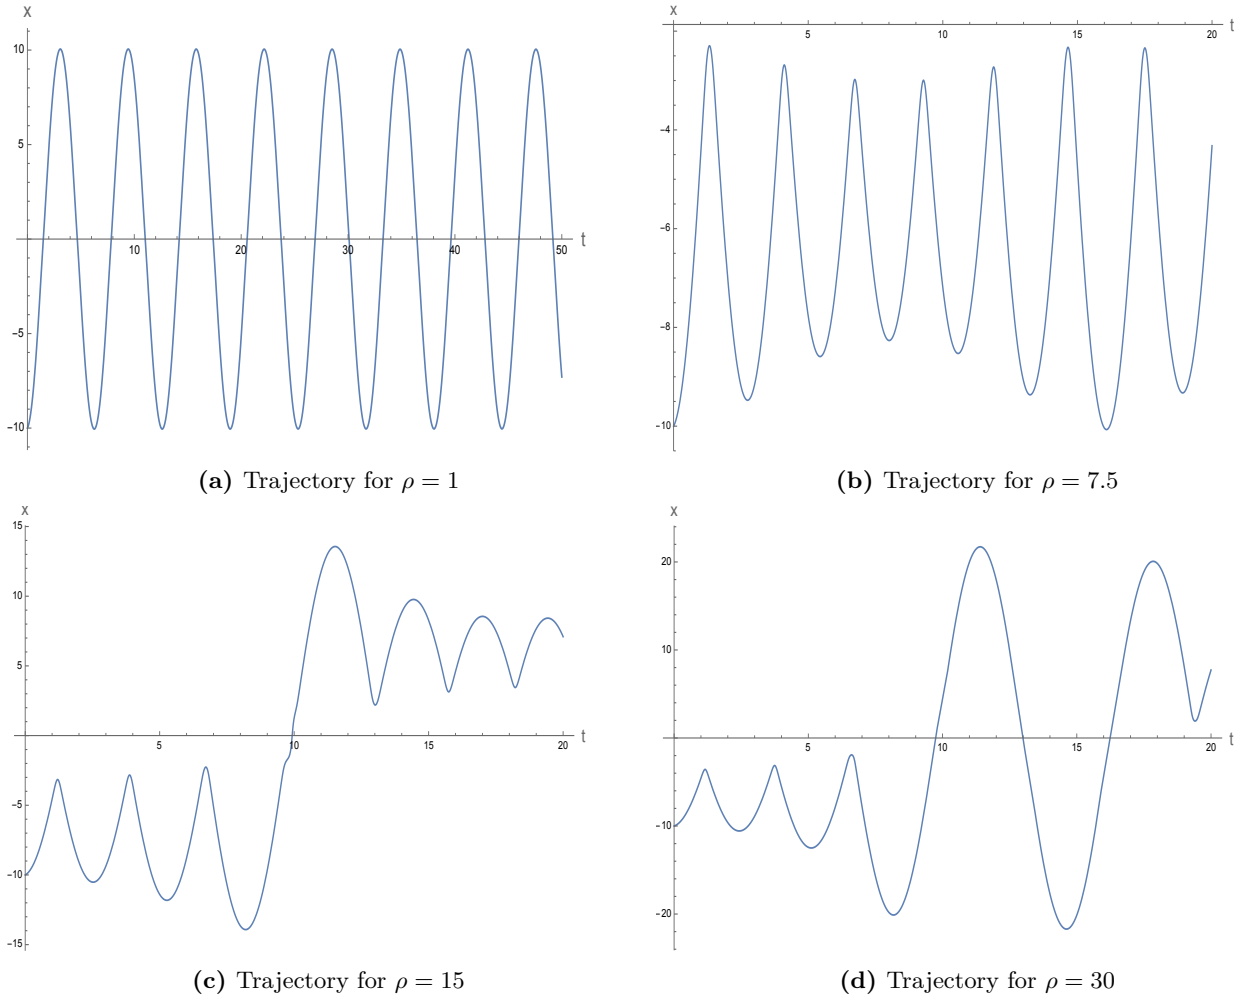 x
10
5
10 20 30 40 50 t
−5
−10
(a) Trajectory for ρ = 1
x
5 10 15 20 t
−4
−6
−8
−10
(b) Trajectory for ρ = 7.5
x
15
10
5
5 10 15 20 t
−5
−10
−15
(c) Trajectory for ρ = 15
x
20
10
5 10 15 20 t
−10
−20
(d) Trajectory for ρ = 30